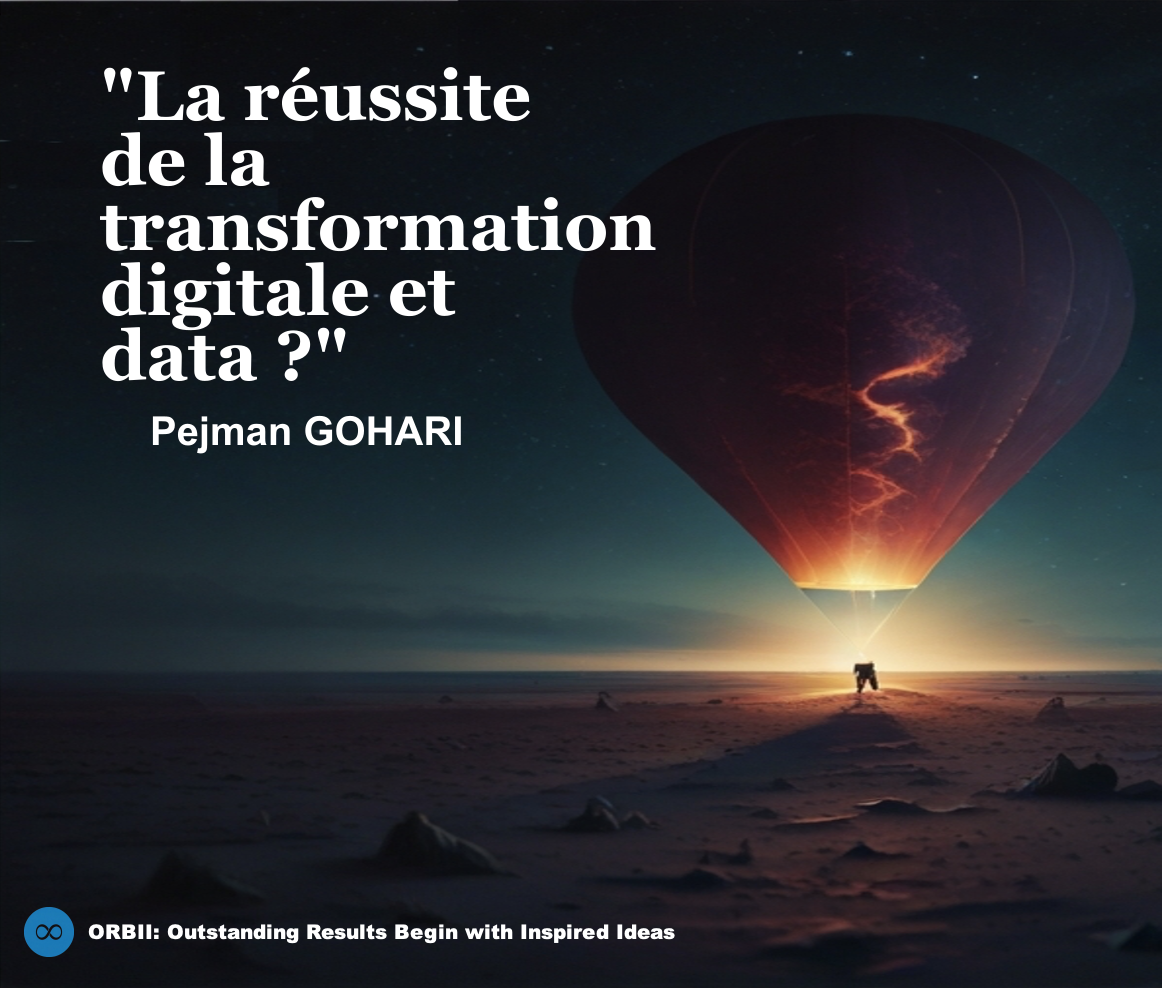 "La réussite
de la
transformation
digitale et
data ?"
Pejman GOHARI
ORBII: Outstanding Results Begin with Inspired Ideas